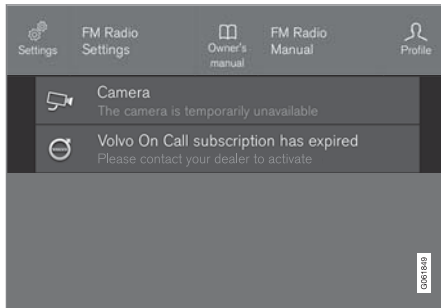 Settings
FM Radio
Settings
Owner's
manual
FM Radio
Manual
Profile
Camera
The camera is temporarily unavailable
Volvo On Call subscription has expired
Please contact your dealer to activate
G061849